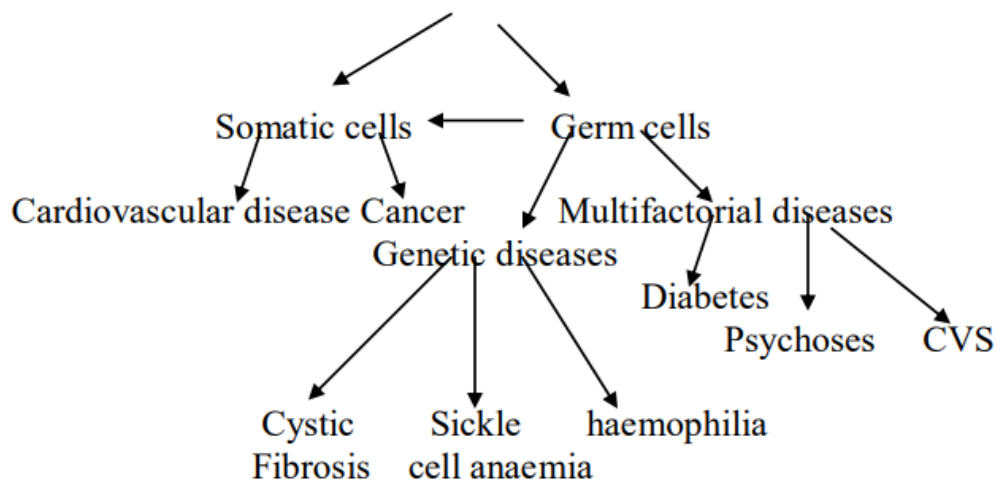 Somatic cells Germ cells
Cardiovascular disease Cancer Multifactorial diseases
Genetic diseases
Diabetes
Psychoses CVS
Cystic Sickle haemophilia
Fibrosis cell anaemia